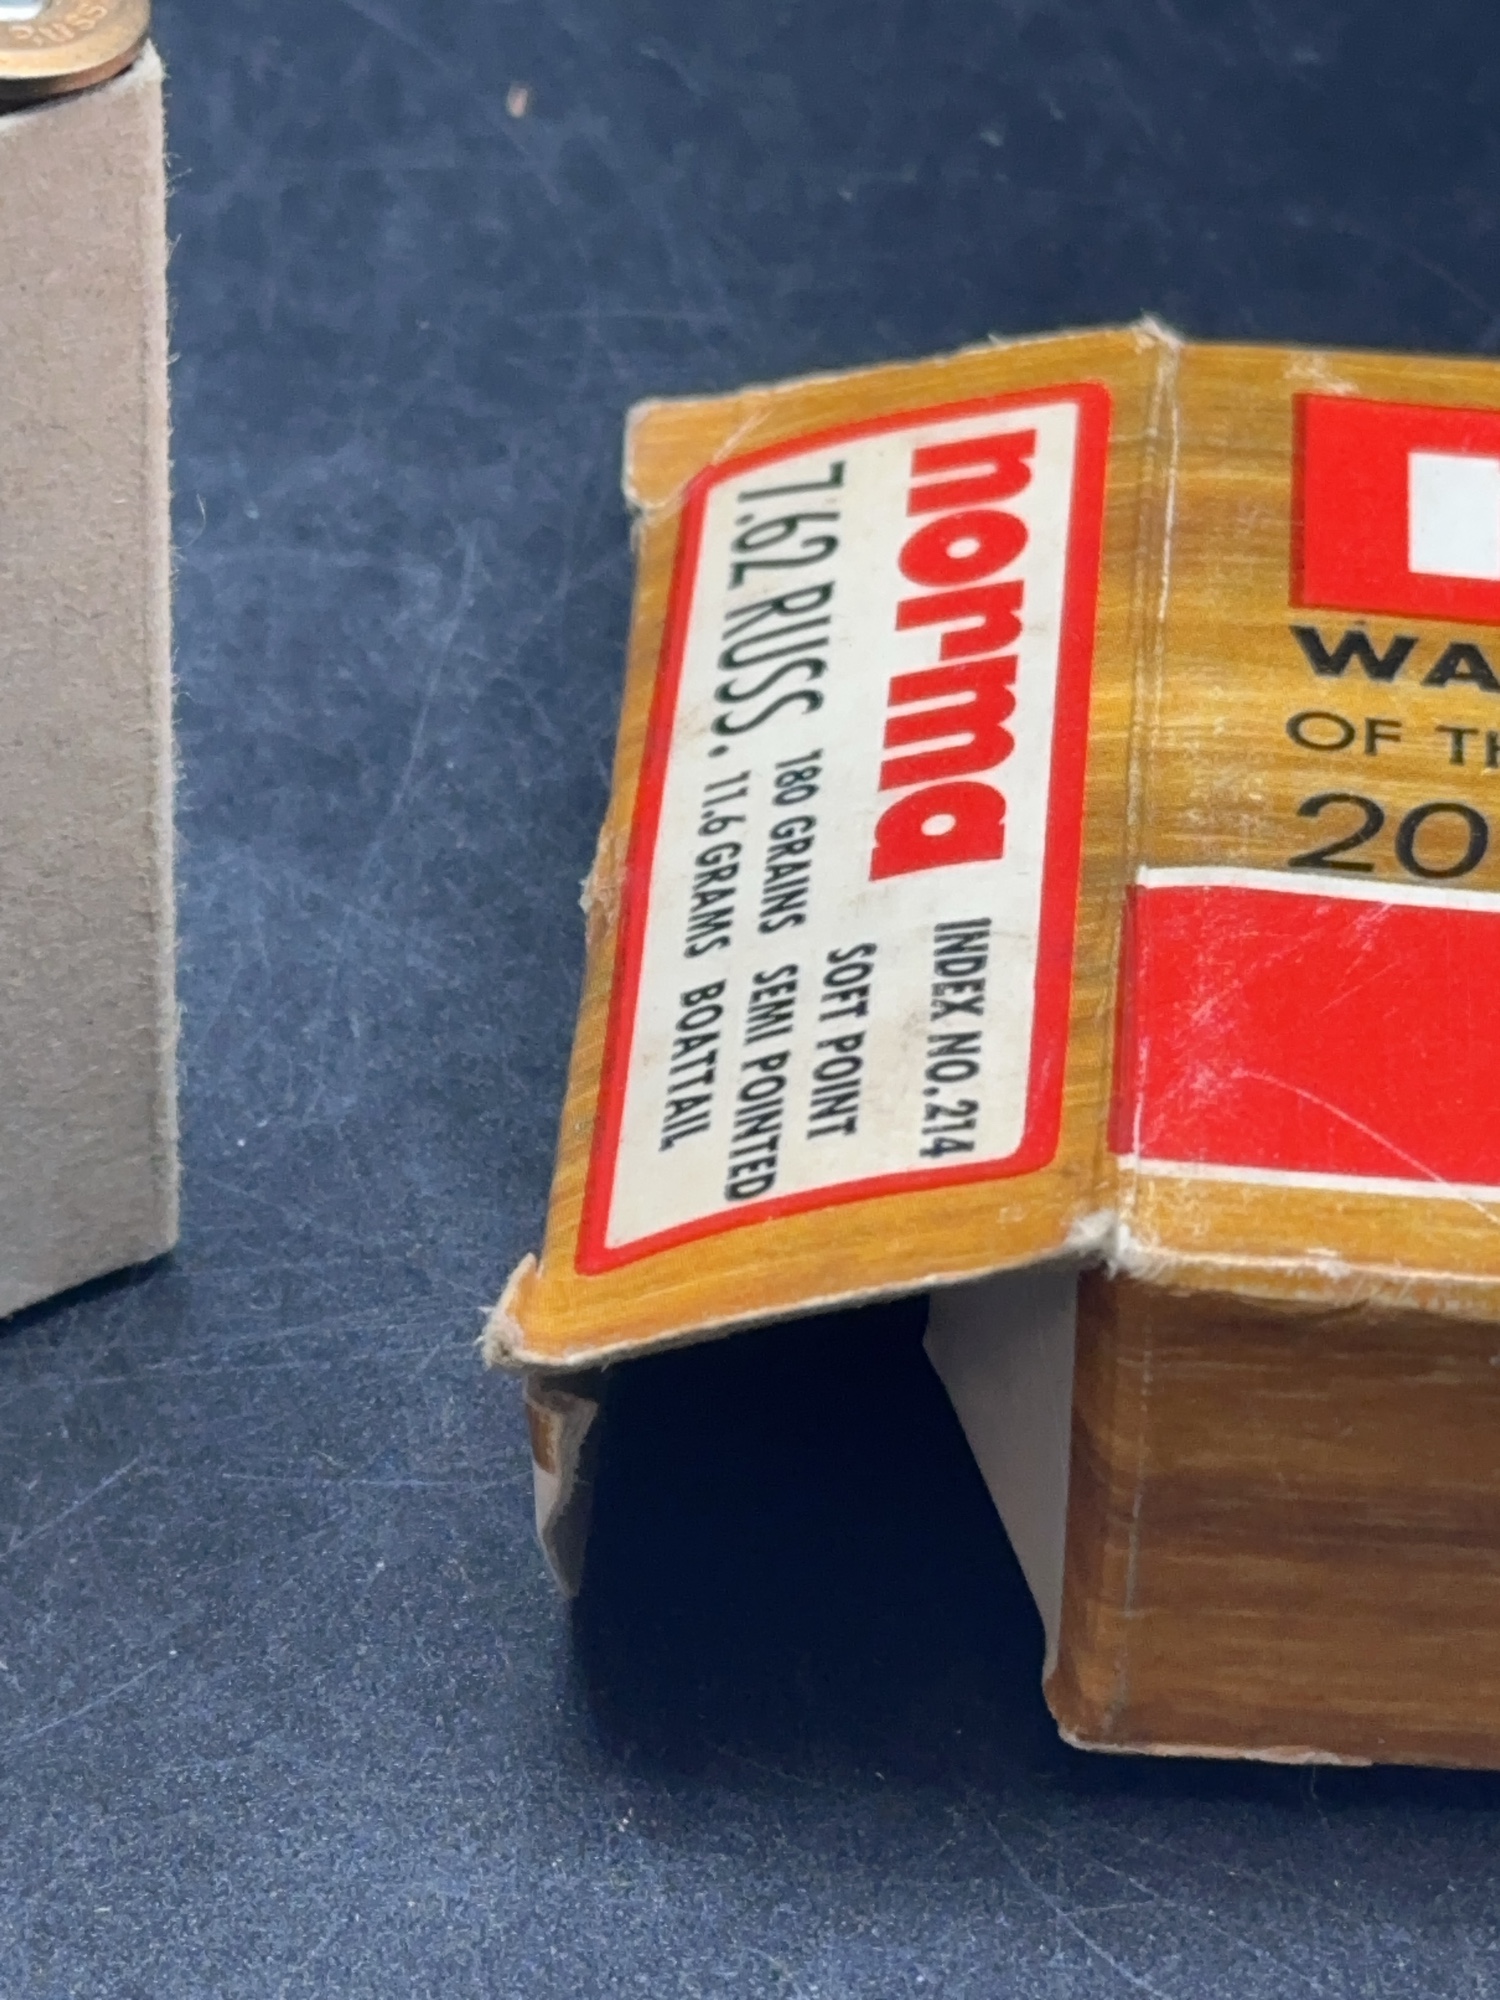 norma INDEX NO. 214
SOFT POINT
7.62 RUSS. 180 GRAINS SEMI POINTED
11.6 GRAMS BOATTAIL
WA
OF TH
20